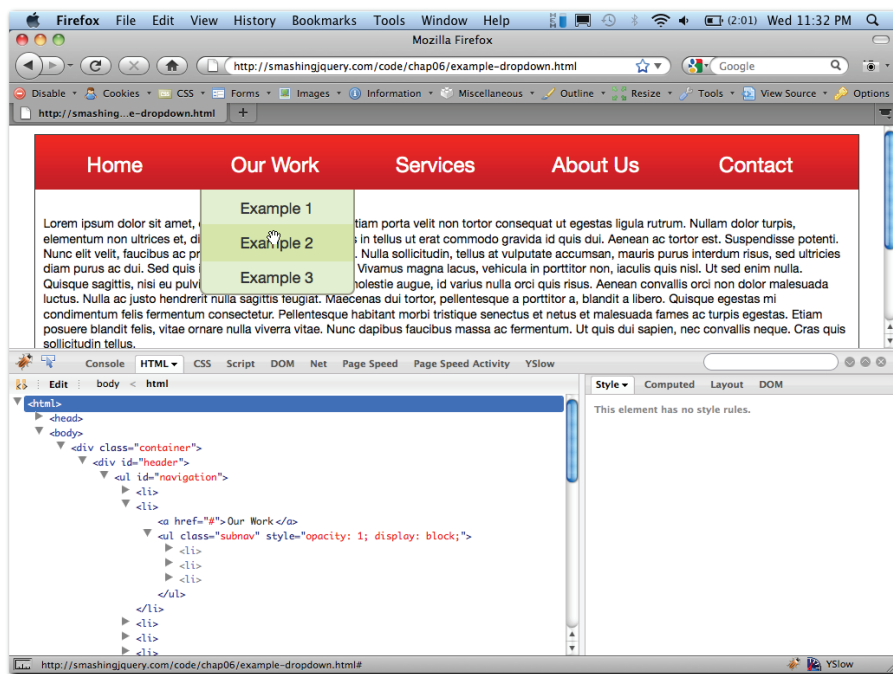 Firefox File Edit View History Bookmarks Tools Window Help (2:01) Wed 11:32 PM
Mozilla Firefox
http://smashingjquery.com/code/chap06/example-dropdown.html Google
Disable Cookies CSS Forms Images Information Miscellaneous Outline Resize Tools View Source Options
http://smashing...e-dropdown.html +
Home Our Work Services About Us Contact
Example 1
Example 2
Example 3
Lorem ipsum dolor sit amet, tiam porta velit non tortor consequat ut egestas ligula rutrum. Nullam dolor turpis,
elementum non ultrices et, di in tellus ut erat commodo gravida id quis dui. Aenean ac tortor est. Suspendisse potenti.
Nunc elit velit, faucibus ac pr . Nulla sollicitudin, tellus at vulputate accumsan, mauris purus interdum risus, sed ultricies
diam purus ac dui. Sed quis Vivamus magna lacus, vehicula in porttitor non, iaculis quis nisl. Ut sed enim nulla.
Quisque sagittis, nisi eu pulvi molestie augue, id varius nulla orci quis risus. Aenean convallis orci non dolor malesuada
luctus. Nulla ac justo hendrerit nulla sagittis feugiat. Maecenas dui tortor, pellentesque a porttitor a, blandit a libero. Quisque egestas mi
condimentum felis fermentum consectetur. Pellentesque habitant morbi tristique senectus et netus et malesuada fames ac turpis egestas. Etiam
posuere blandit felis, vitae ornare nulla viverra vitae. Nunc dapibus faucibus massa ac fermentum. Ut quis dui sapien, nec convallis neque. Cras quis
sollicitudin tellus.
Console HTML CSS Script DOM Net Page Speed Page Speed Activity YSlow
Edit body < html
Style Computed Layout DOM
This element has no style rules.
<html>
<head>
<body>
<div class="container">
<div id="header">
<ul id="navigation">
<li>
<li>
<a href="#">Our Work</a>
<ul class="subnav" style="opacity: 1; display: block;">
<li>
<li>
<li>
</ul>
</li>
<li>
<li>
<li>
http://smashingjquery.com/code/chap06/example-dropdown.html# YSlow